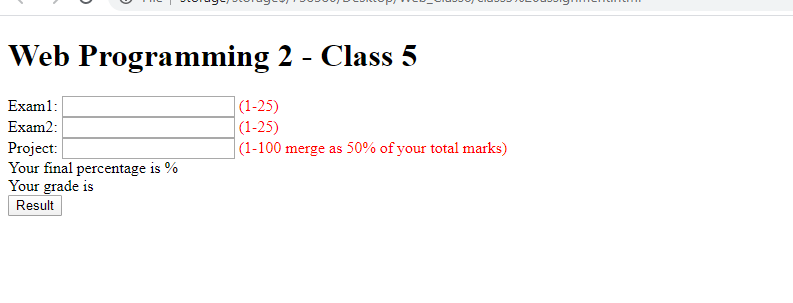 Web Programming 2 - Class 5
Exam1: (1-25)
Exam2: (1-25)
Project: (1-100 merge as 50% of your total marks)
Your final percentage is %
Your grade is
Result